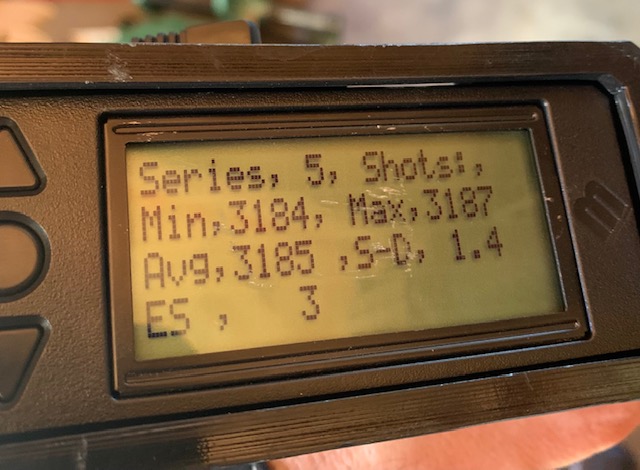 Series, 5, Shots:,
Min,3184, Max,3187
Avg,3185 ,S-D, 1.4
ES ,    3
m